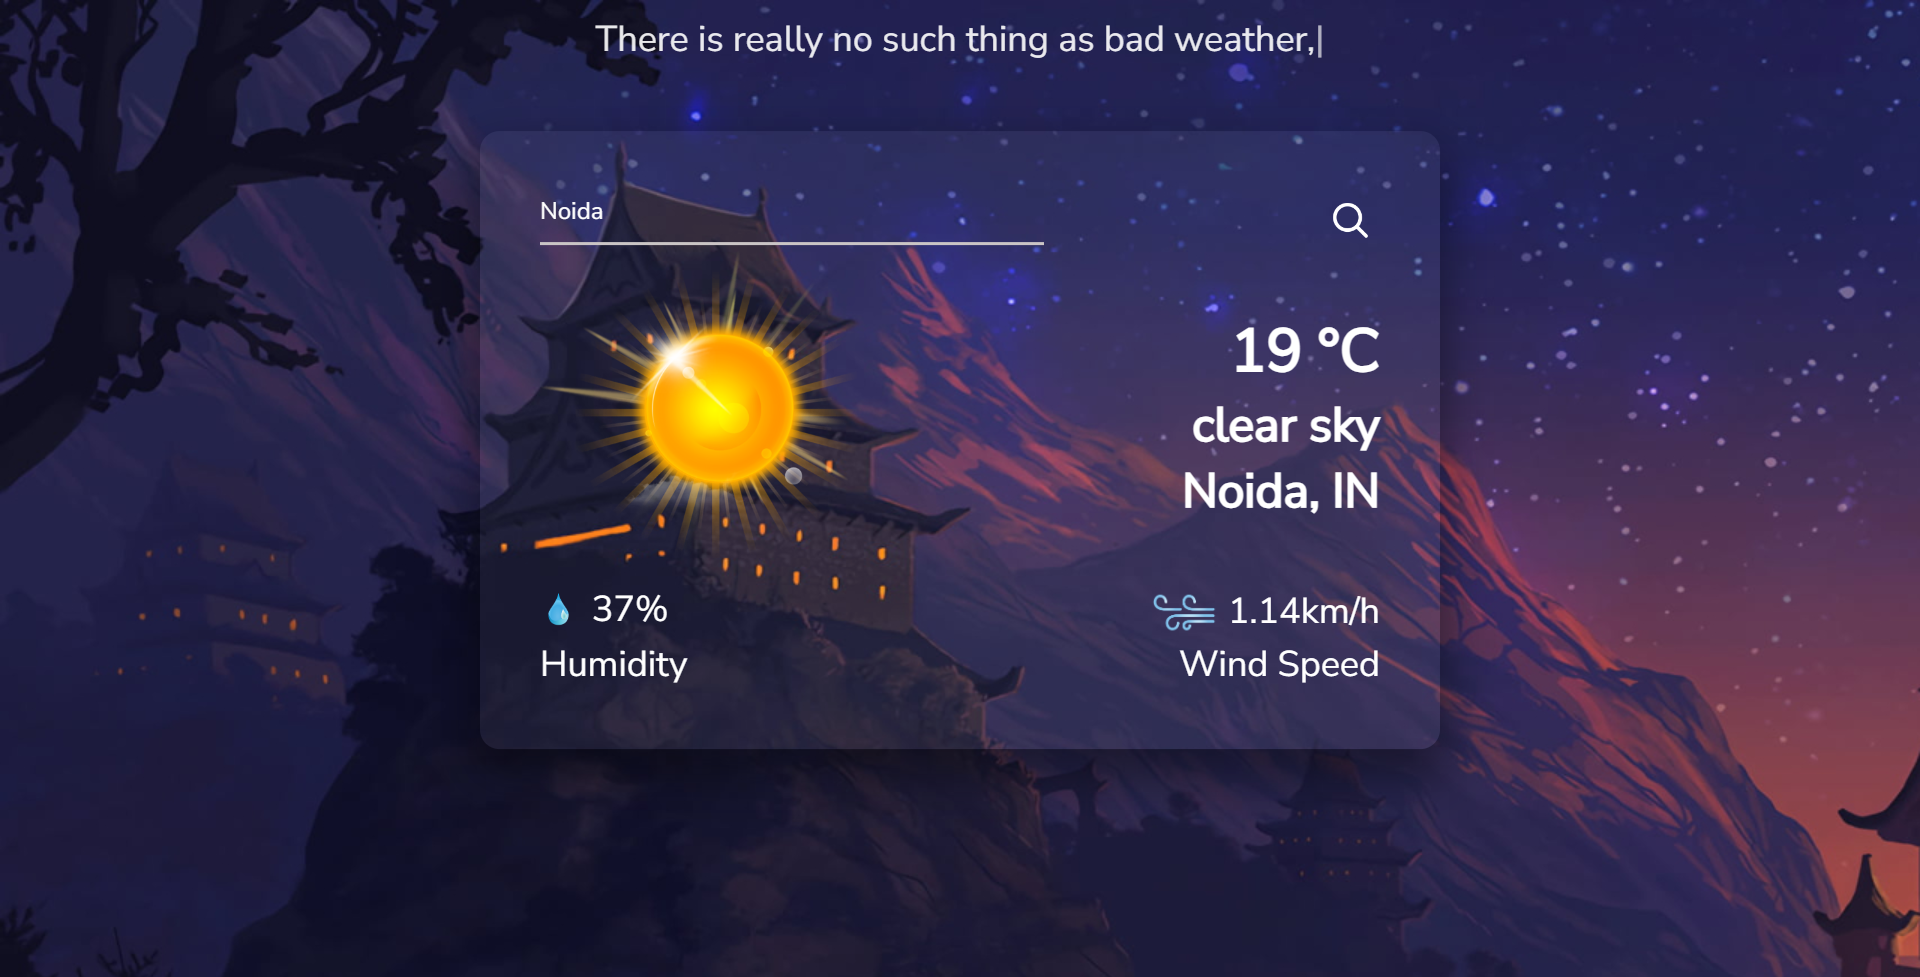 There is really no such thing as bad weather,
Noida
19 °C
clear sky
Noida, IN
37%
Humidity
1.14km/h
Wind Speed